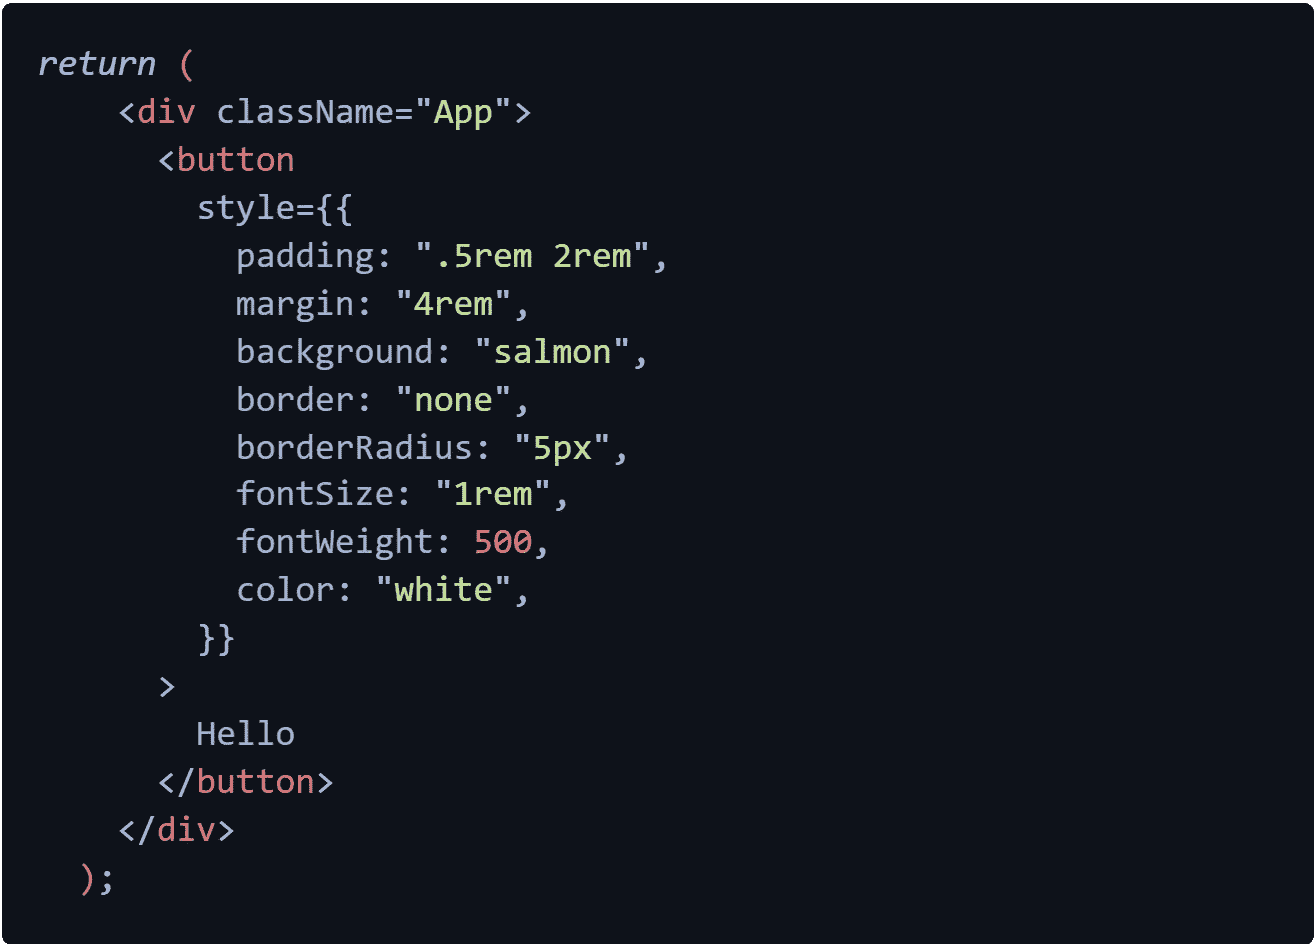 return (
    <div className="App">
      <button
        style={{
          padding: ".5rem 2rem",
          margin: "4rem",
          background: "salmon",
          border: "none",
          borderRadius: "5px",
          fontSize: "1rem",
          fontWeight: 500,
          color: "white",
        }}
      >
        Hello
      </button>
    </div>
  );